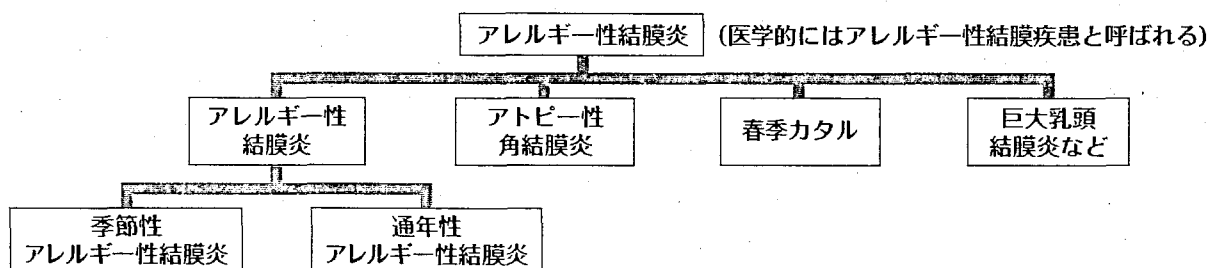 アレルギー性結膜炎 (医学的にはアレルギー性結膜疾患と呼ばれる)
アレルギー性
結膜炎
アトピー性
角結膜炎
春季カタル
巨大乳頭
結膜炎など
季節性
アレルギー性結膜炎
通年性
アレルギー性結膜炎